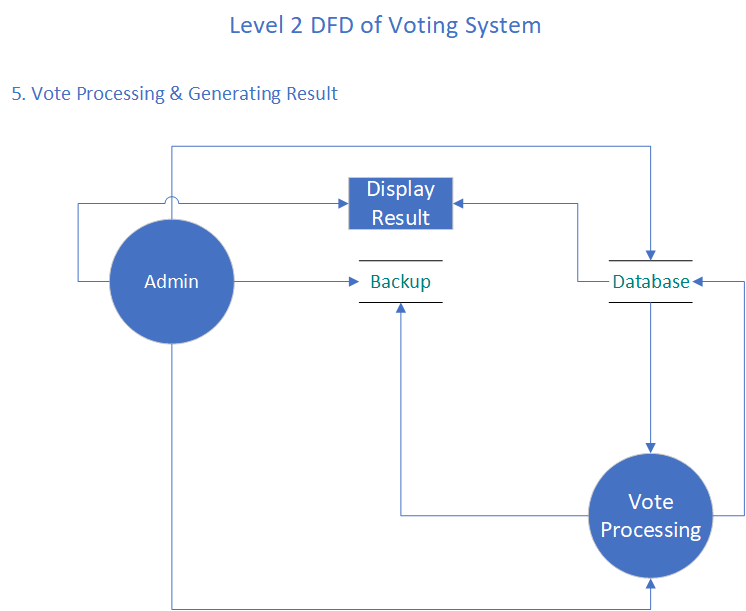 Level 2 DFD of Voting System
5. Vote Processing & Generating Result
Display
Result
Admin
Backup
Database
Vote
Processing